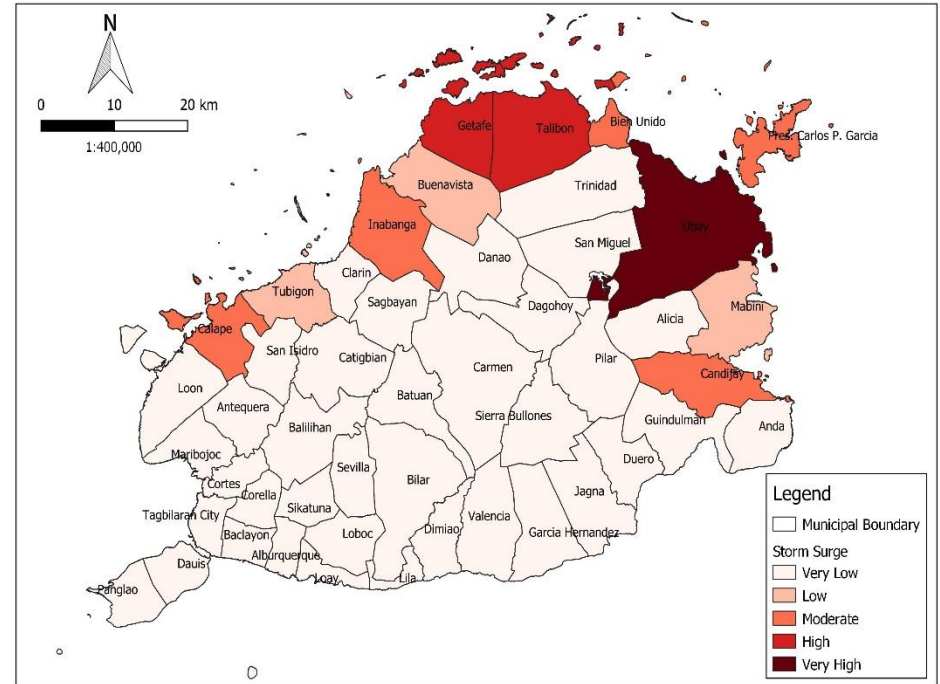 N
0 10 20 km
1:400,000
Getafe
Talibon
Bien Unido
Pres. Carlos P. Garcia
Buenavista
Trinidad
Inabanga
Ubay
San Miguel
Danao
Clarin
Tubigon
Sagbayan
Dagohoy
Mabini
Alicia
Calape
San Isidro
Catigbian
Pilar
Carmen
Candijay
Loon
Batuan
Antequera
Sierra Bullones
Guindulman
Balilihan
Anda
Maribojoc
Sevilla
Duero
Cortes
Bilar
Corella
Jagna
Sikatuna
Tagbilaran City
Valencia
Dimiao
Baclayon
Loboc
Garcia Hernandez
Alburquerque
Dauis
Loay
Lila
Panglao
Legend
Municipal Boundary
Storm Surge
Very Low
Low
Moderate
High
Very High